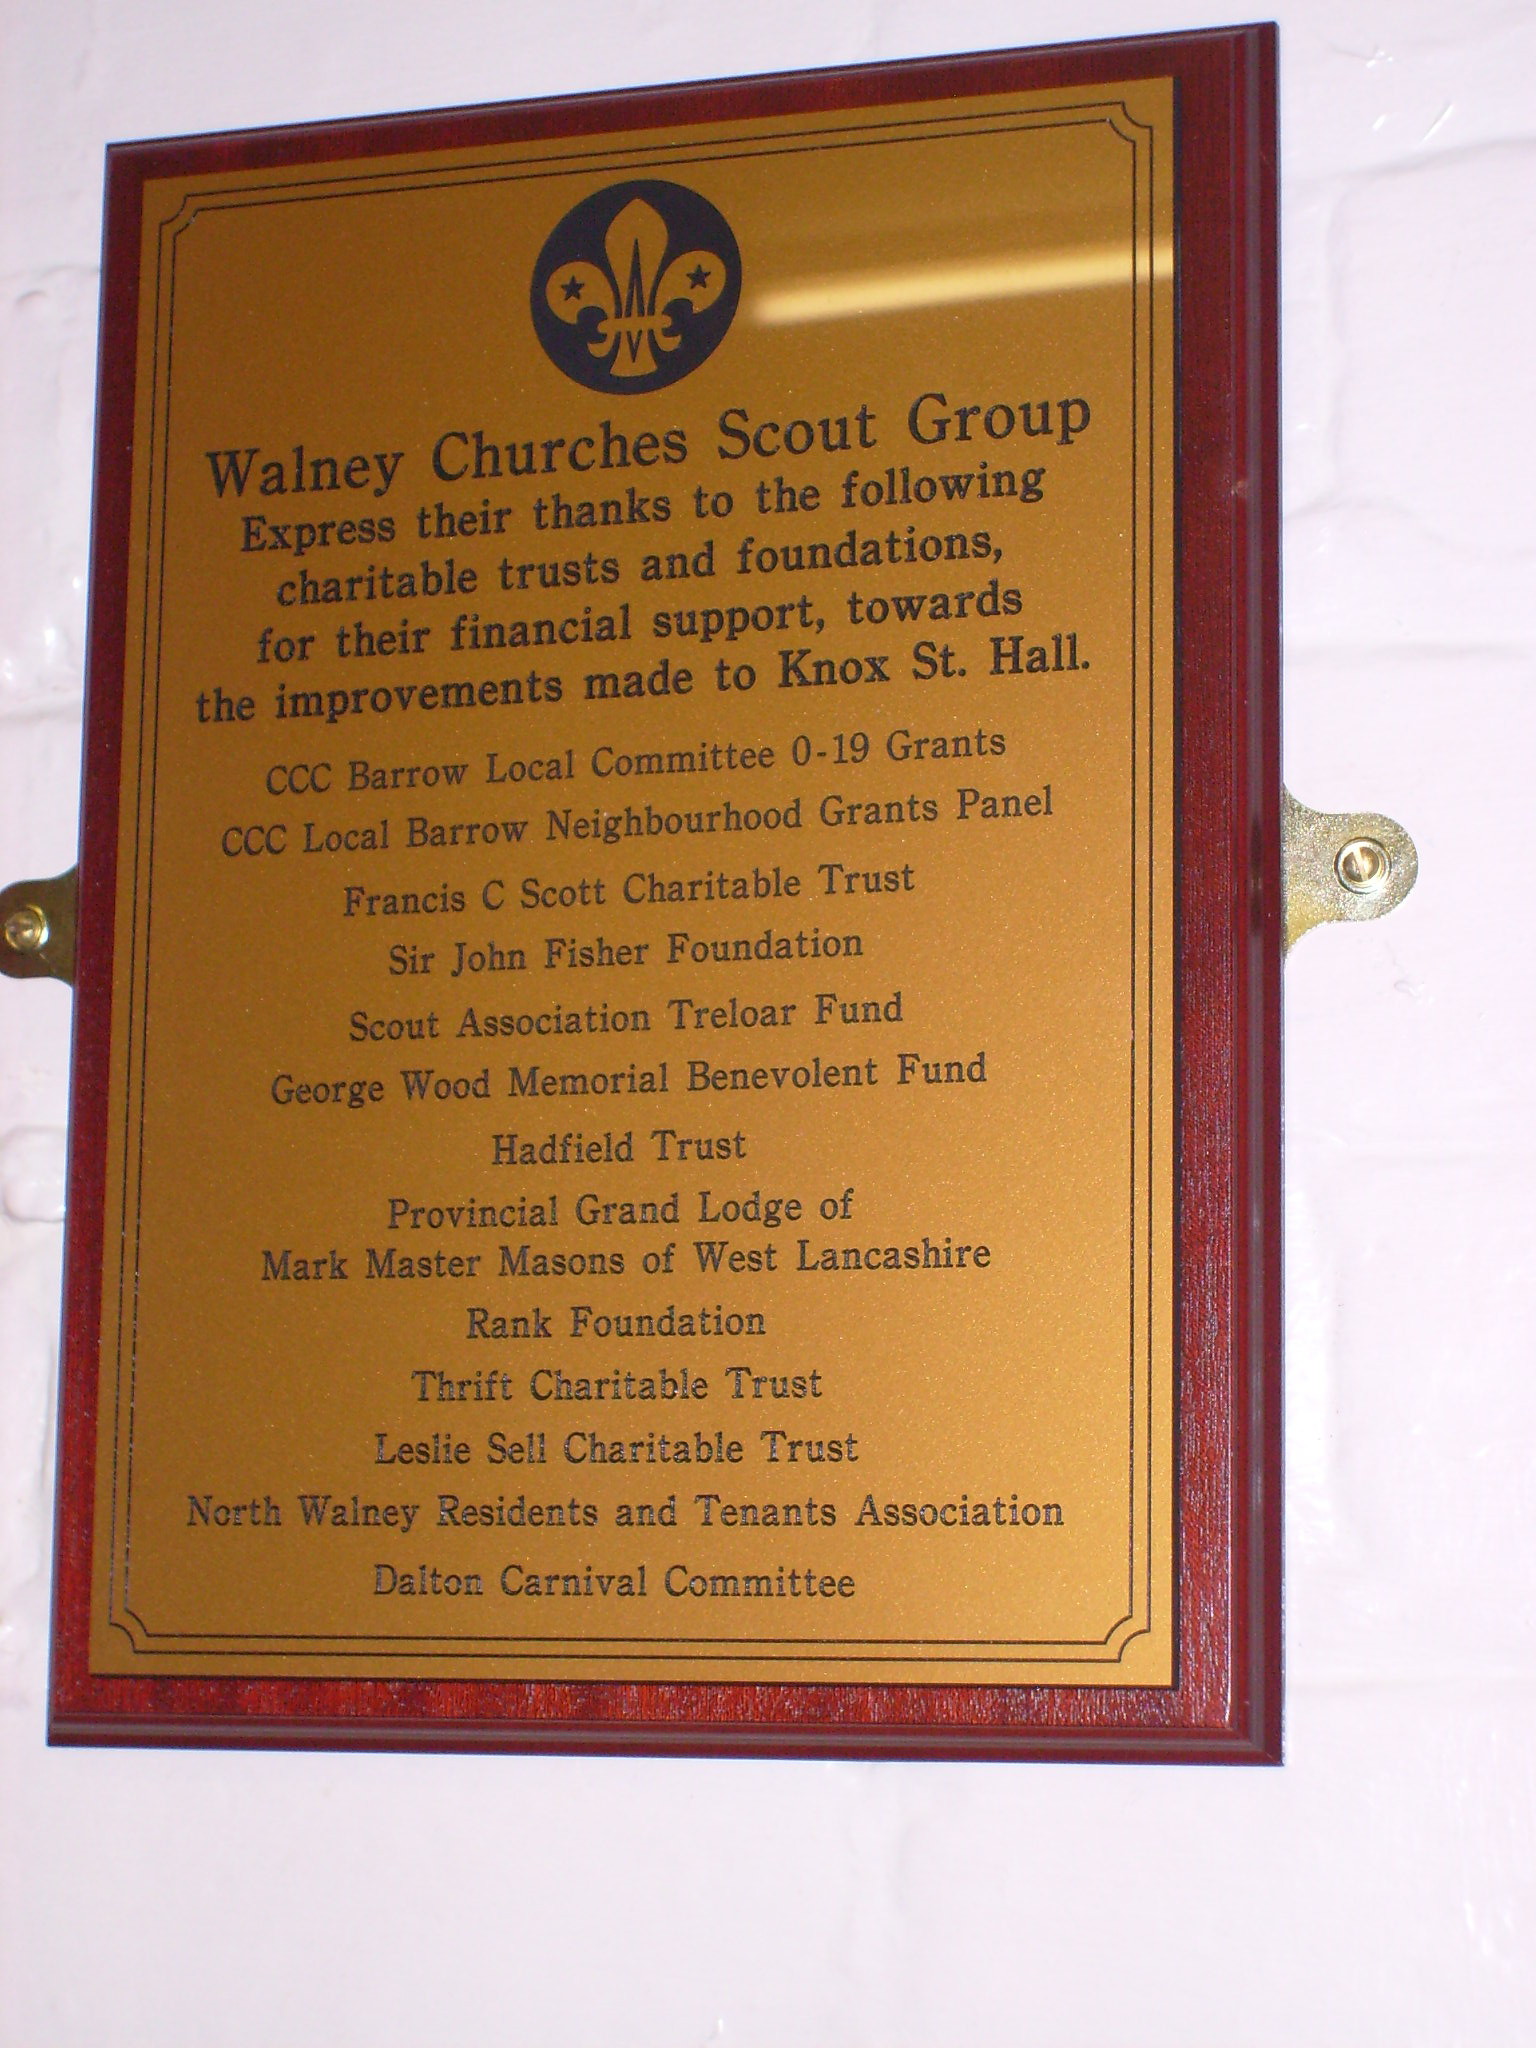 Walney Churches Scout Group
Express their thanks to the following
charitable trusts and foundations,
for their financial support, towards
the improvements made to Knox St. Hall.
CCC Barrow Local Committee 0-19 Grants
CCC Local Barrow Neighbourhood Grants Panel
Francis C Scott Charitable Trust
Sir John Fisher Foundation
Scout Association Treloar Fund
George Wood Memorial Benevolent Fund
Hadfield Trust
Provincial Grand Lodge of
Mark Master Masons of West Lancashire
Rank Foundation
Thrift Charitable Trust
Leslie Sell Charitable Trust
North Walney Residents and Tenants Association
Dalton Carnival Committee